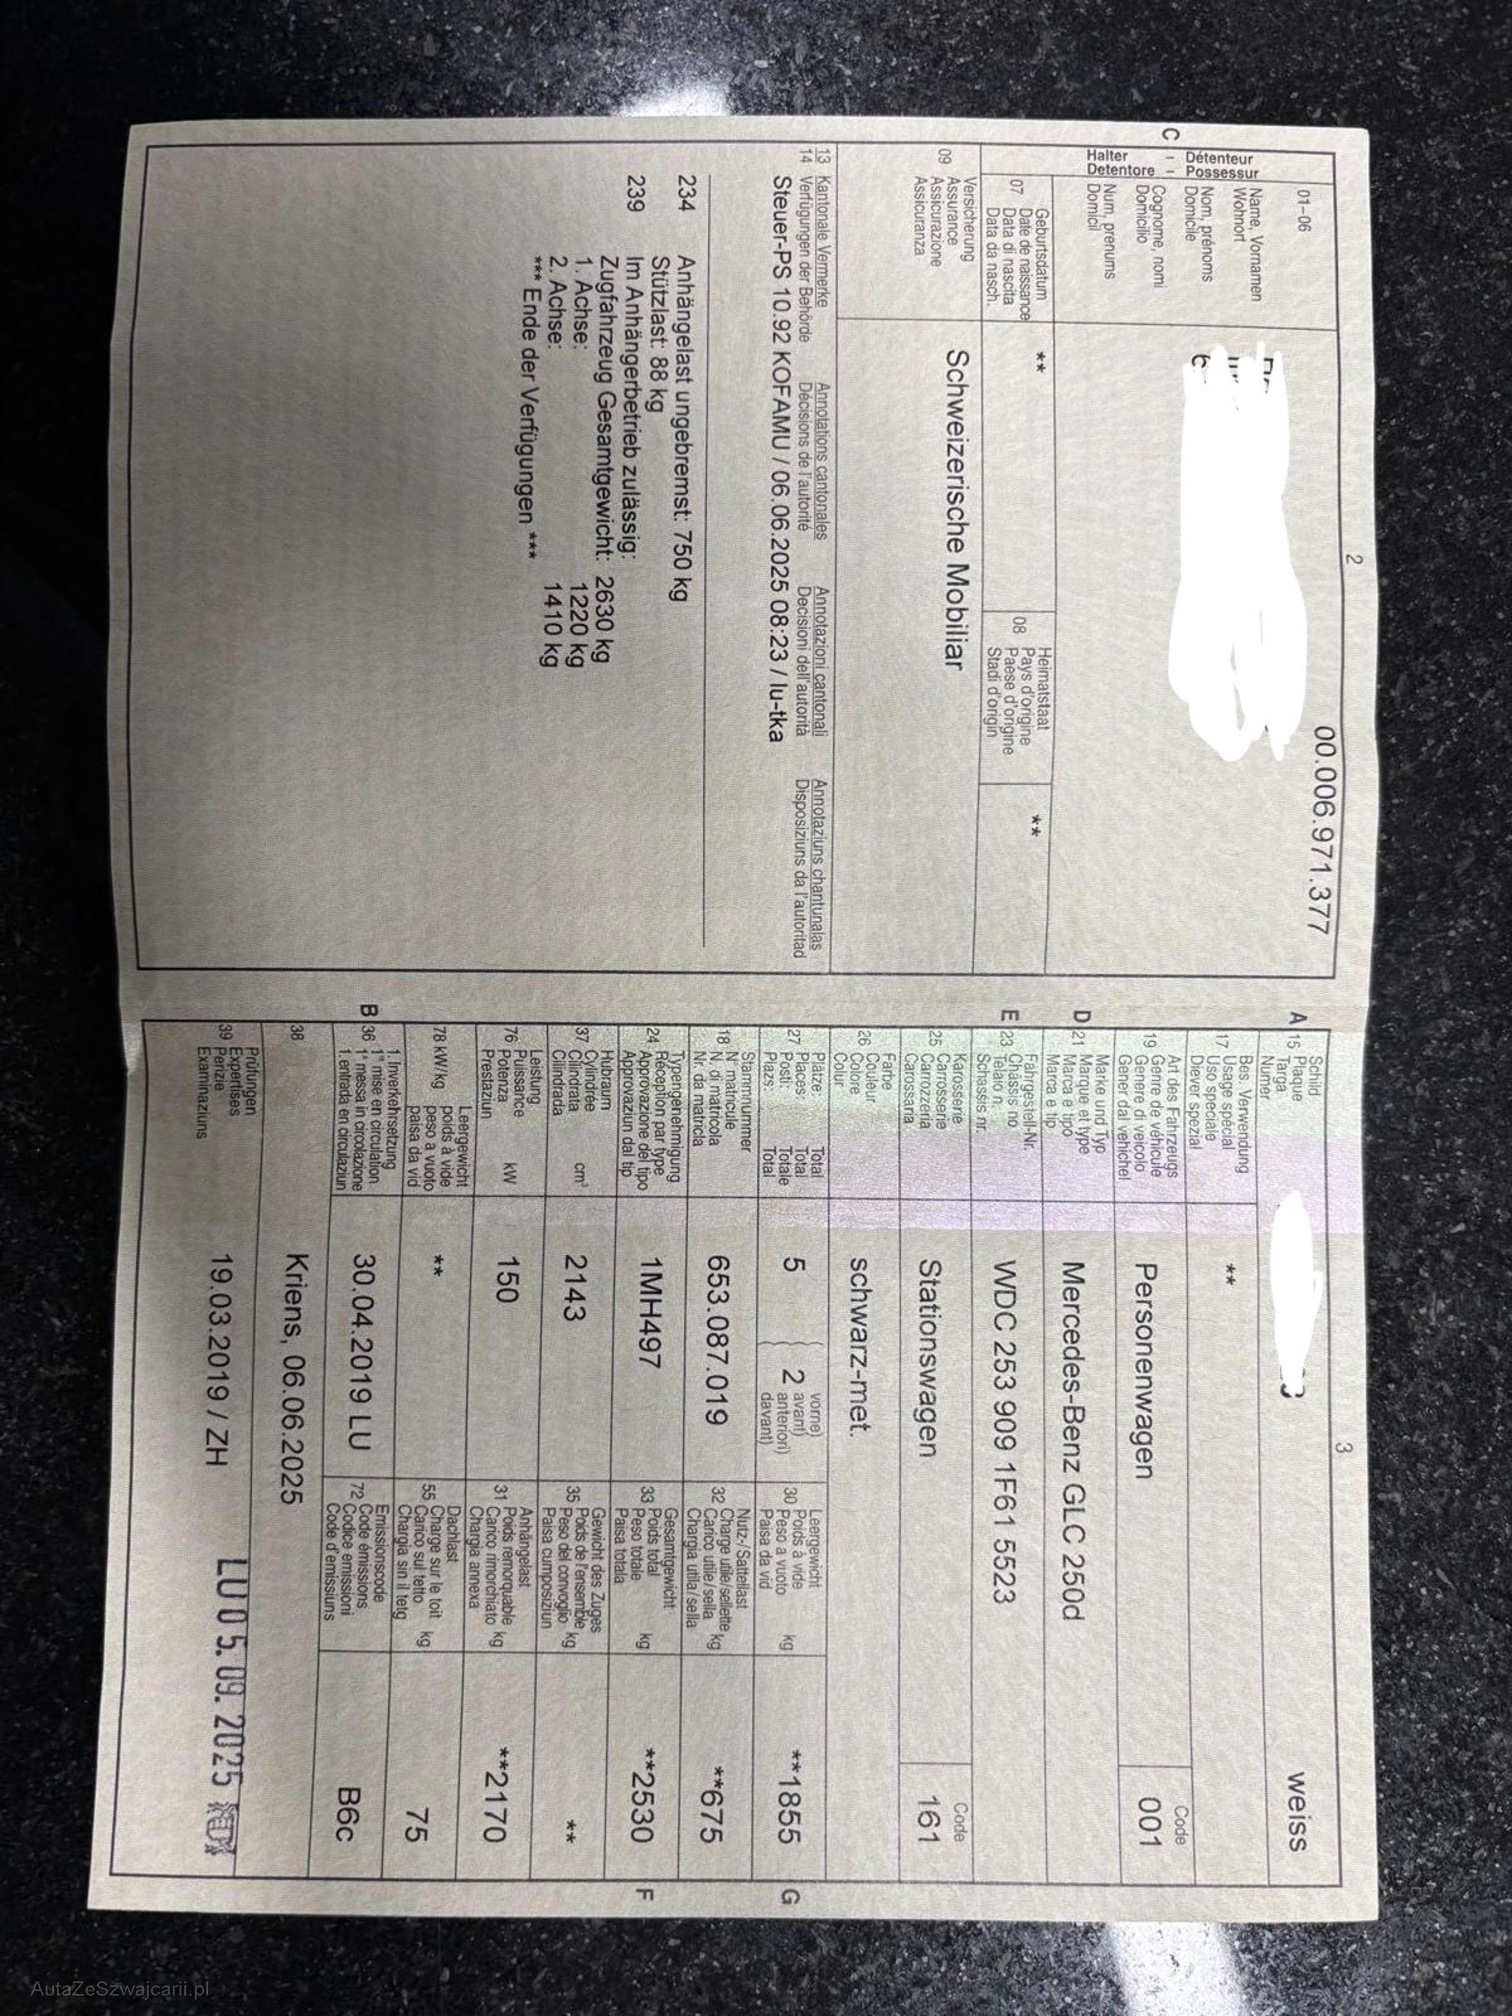 2
00.006.971.377
C
Halter - Détenteur
Detentore - Possessur
01-06
Name, Vornamen
Wohnort
Nom, prénoms
Domicile
Cognome, nomi
Domicilio
Num, prenums
Domicil
07
Geburtsdatum
Date de naissance
Data di nascita
Data da nasch.
**
08
Heimatstaat
Pays d'origine
Paese d'origine
Stadi d'origin
**
09
Versicherung
Assurance
Assicurazione
Assicuranza
Schweizerische Mobiliar
13 Kantonale Vermerke Annotations cantonales Annotazioni cantonali Annotaziuns chantunalas
14 Verfügungen der Behörde Décisions de l'autorité Decisioni dell'autorità Disposiziuns da l'autoritad
Steuer-PS 10.92 KOFAMU / 06.06.2025 08:23 / lu-tka
234 Anhängelast ungebremst: 750 kg
Stützlast: 88 kg
239 Im Anhängerbetrieb zulässig:
Zugfahrzeug Gesamtgewicht: 2630 kg
1. Achse: 1220 kg
2. Achse: 1410 kg
*** Ende der Verfügungen ***
3
A 15
Schild
Plaque
Targa
Numer
weiss
17
Bes. Verwendung
Usage spécial
Uso speciale
Diever spezial
**
19
Art des Fahrzeugs
Genre de véhicule
Genere di veicolo
Gener dal vehichel
Personenwagen
Code
001
D 21
Marke und Typ
Marque et type
Marca e tipo
Marca e tip
Mercedes-Benz GLC 250d
E 23
Fahrgestell-Nr.
Châssis no
Telaio n.
Schassis nr.
WDC 253 909 1F61 5523
25
Karosserie
Carrosserie
Carrozzeria
Carossaria
Stationswagen
Code
161
26
Farbe
Couleur
Colore
Colur
schwarz-met.
27
Plätze: Total
Places: Total
Posti: Totale
Plazs: Total
5
2
vorne)
avant)
anteriori)
davant)
30
Leergewicht
Poids à vide
Peso a vuoto kg
Paisa da vid
**1855
G
18
Stammnummer
N° matricule
N. di matricola
Nr. da matricla
653.087.019
32
Nutz-/Sattellast
Charge utile/sellette
Carico utile/sella kg
Chargia utila/sella
**675
24
Typengenehmigung
Réception par type
Approvazione del tipo
Approvaziun dal tip
1MH497
33
Gesamtgewicht
Poids total
Peso totale kg
Paisa totala
**2530
F
37
Hubraum
Cylindrée
Cilindrata cm³
Cilindrada
2143
35
Gewicht des Zuges
Poids de l'ensemble
Peso del convoglio kg
Paisa cumposiziun
**
76
Leistung
Puissance
Potenza kW
Prestaziun
150
31
Anhängelast
Poids remorquable
Carico rimorchiato kg
Chargia annexa
**2170
78 kW/kg
Leergewicht
poids à vide
peso a vuoto
paisa da vid
**
55
Dachlast
Charge sur le toit
Carico sul tetto kg
Chargia sin il tetg
75
B 36
1. Inverkehrsetzung
1re mise en circulation
1a messa in circolazione
1. entrada en circulaziun
30.04.2019 LU
72
Emissionscode
Code émissions
Codice emissioni
Code d'emissiuns
B6c
38
Kriens, 06.06.2025
39
Prüfungen
Expertises
Perizie
Examinaziuns
19.03.2019 / ZH
LU 05. 09. 2025
AutaZeSzwajcarii.pl